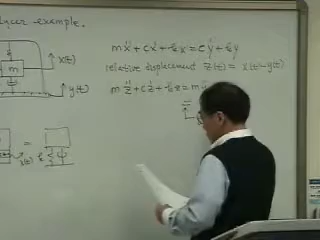 example.
mẍ + cẋ + kx = cẏ + ky
x(t)
m
relative displacement z(t) = x(t) - y(t)
y(t)
mz̈ + cż + kz = m
=
k